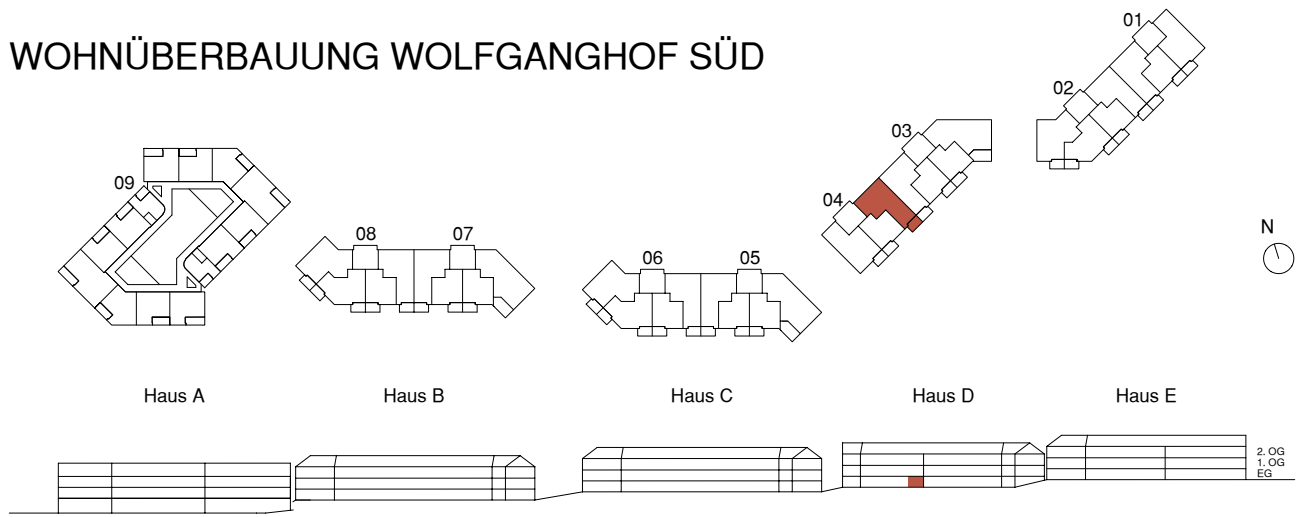 WOHNÜBERBAUUNG WOLFGANGHOF SÜD
01
02
03
04
09
08
07
06
05
N
Haus A
Haus B
Haus C
Haus D
Haus E
2. OG
1. OG
EG